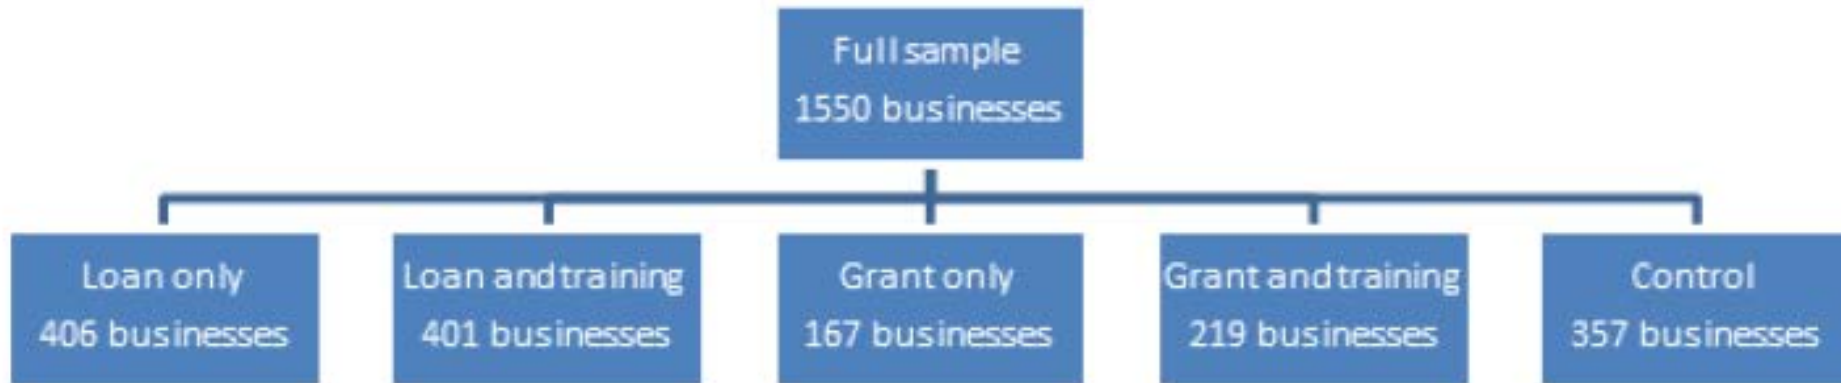 Full sample
1550 businesses
Loan only
406 businesses
Loan and training
401 businesses
Grant only
167 businesses
Grant and training
219 businesses
Control
357 businesses